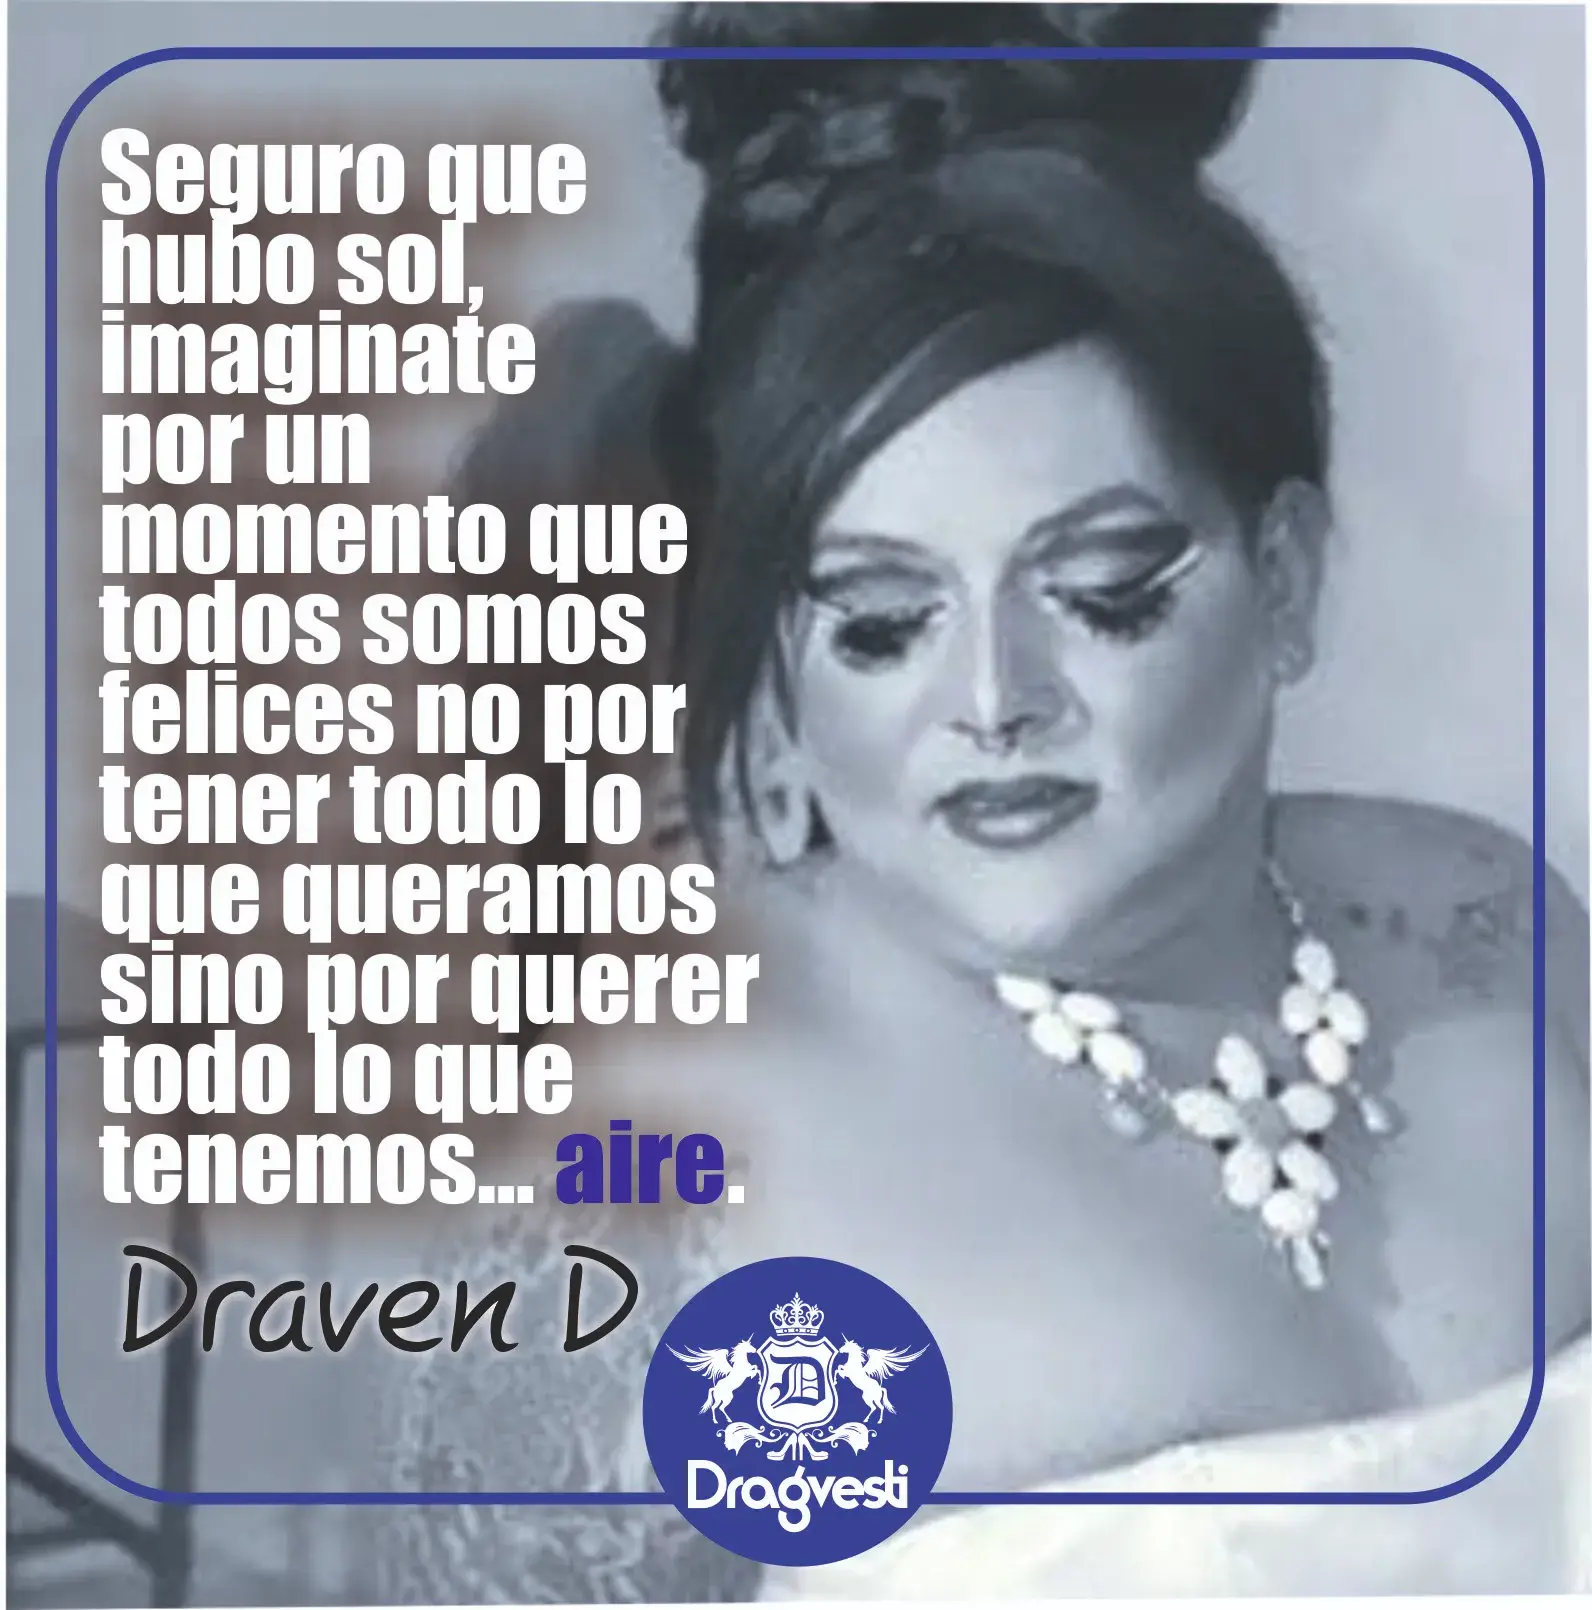 Seguro que
hubo sol,
imaginate
por un
momento que
todos somos
felices no por
tener todo lo
que queramos
sino por querer
todo lo que
tenemos... aire.
Draven D
D
Dragvesti